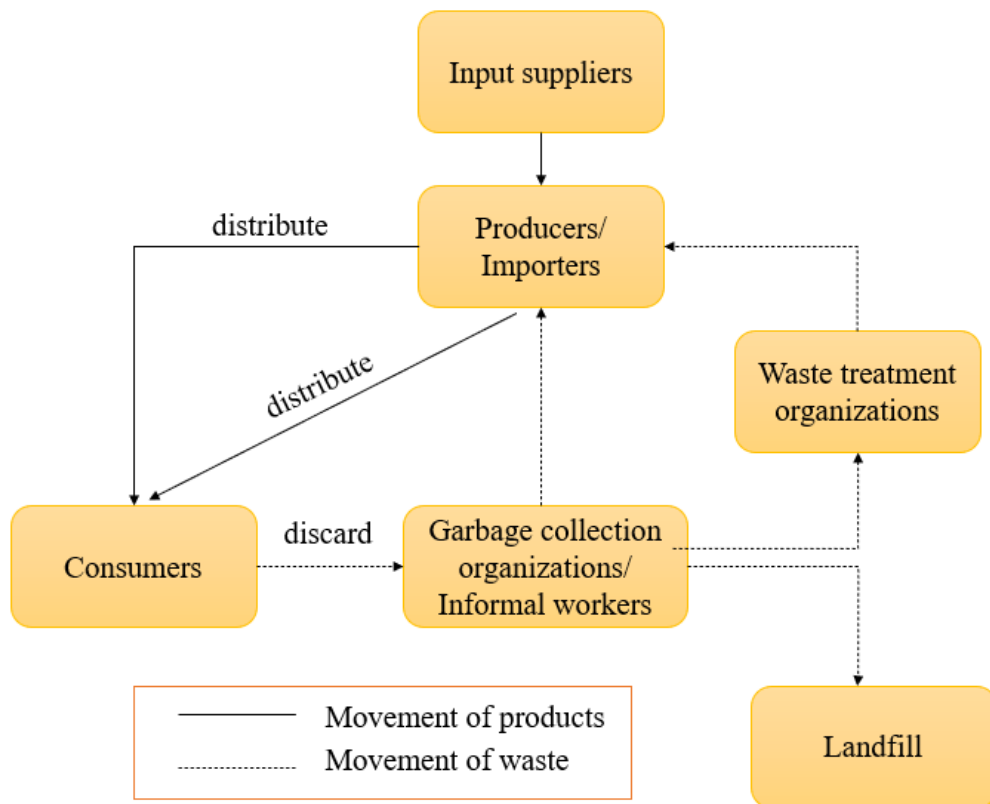 Input suppliers
distribute
Producers/
Importers
distribute
Waste treatment
organizations
Consumers
discard
Garbage collection
organizations/
Informal workers
Movement of products
Movement of waste
Landfill